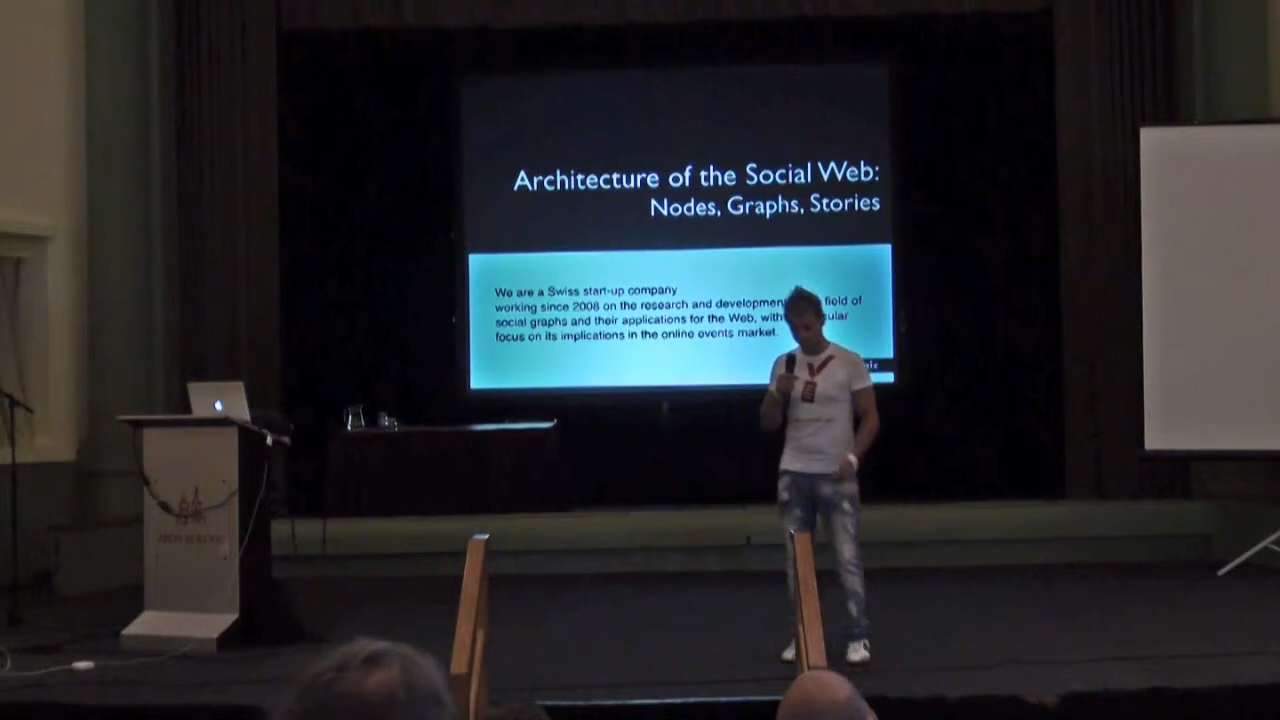 Architecture of the Social Web:
Nodes, Graphs, Stories
We are a Swiss start-up company
working since 2008 on the research and development field of
social graphs and their applications for the Web, with
focus on its implications in the online events market.